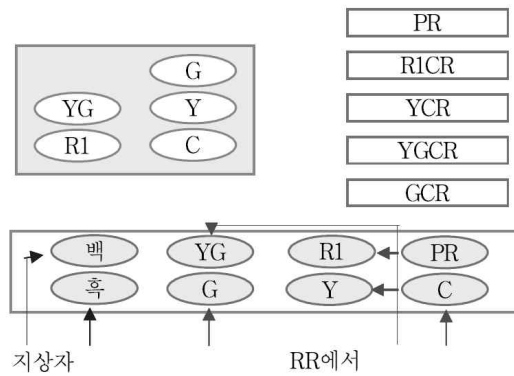 G
YG Y
R1 C
PR
R1CR
YCR
YGCR
GCR
백 YG R1 PR
흑 G Y C
지상자 RR에서